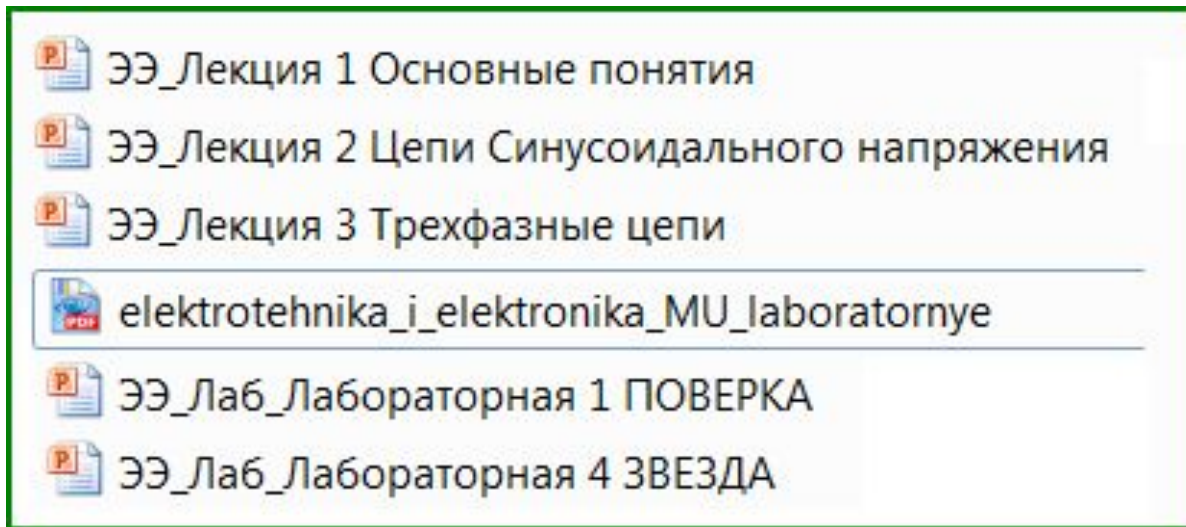 ЭЭ_Лекция 1 Основные понятия
ЭЭ_Лекция 2 Цепи Синусоидального напряжения
ЭЭ_Лекция 3 Трехфазные цепи
elektrotehnika_i_elektronika_MU_laboratornye
ЭЭ_Лаб_Лабораторная 1 ПОВЕРКА
ЭЭ_Лаб_Лабораторная 4 ЗВЕЗДА